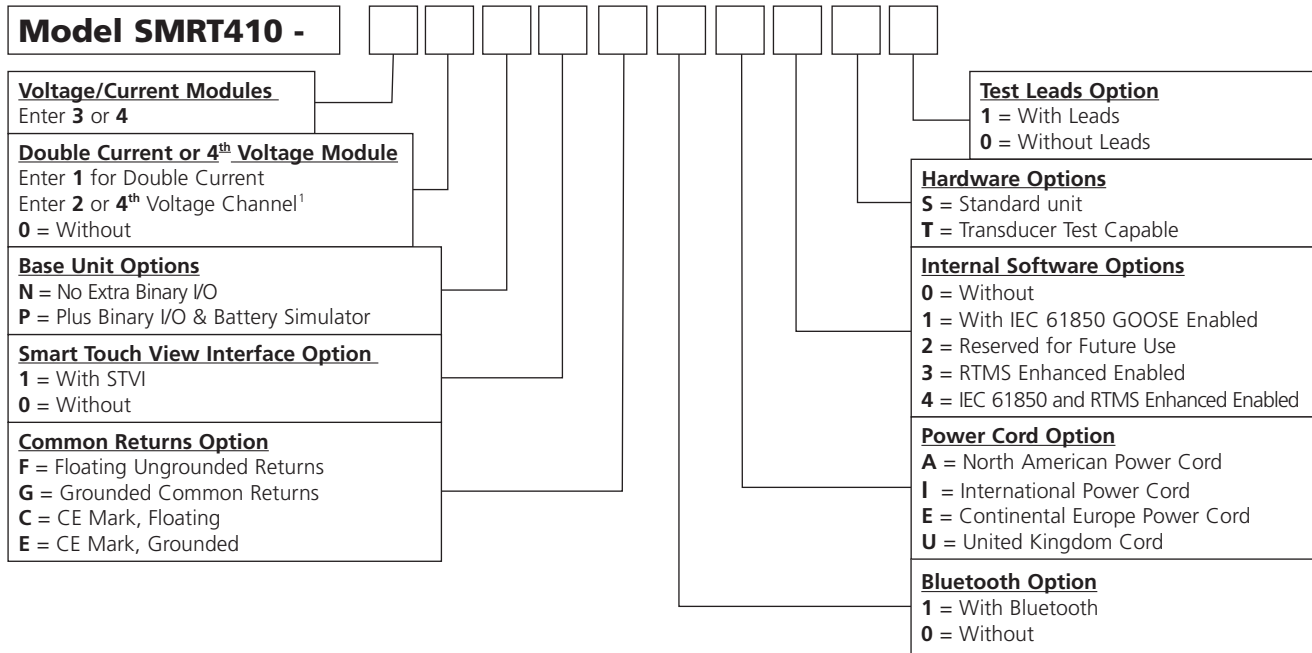 Model SMRT410 -
Voltage/Current Modules
Enter 3 or 4
Double Current or 4th Voltage Module
Enter 1 for Double Current
Enter 2 or 4th Voltage Channel1
0 = Without
Base Unit Options
N = No Extra Binary I/O
P = Plus Binary I/O & Battery Simulator
Smart Touch View Interface Option
1 = With STVI
0 = Without
Common Returns Option
F = Floating Ungrounded Returns
G = Grounded Common Returns
C = CE Mark, Floating
E = CE Mark, Grounded
Test Leads Option
1 = With Leads
0 = Without Leads
Hardware Options
S = Standard unit
T = Transducer Test Capable
Internal Software Options
0 = Without
1 = With IEC 61850 GOOSE Enabled
2 = Reserved for Future Use
3 = RTMS Enhanced Enabled
4 = IEC 61850 and RTMS Enhanced Enabled
Power Cord Option
A = North American Power Cord
I = International Power Cord
E = Continental Europe Power Cord
U = United Kingdom Cord
Bluetooth Option
1 = With Bluetooth
0 = Without